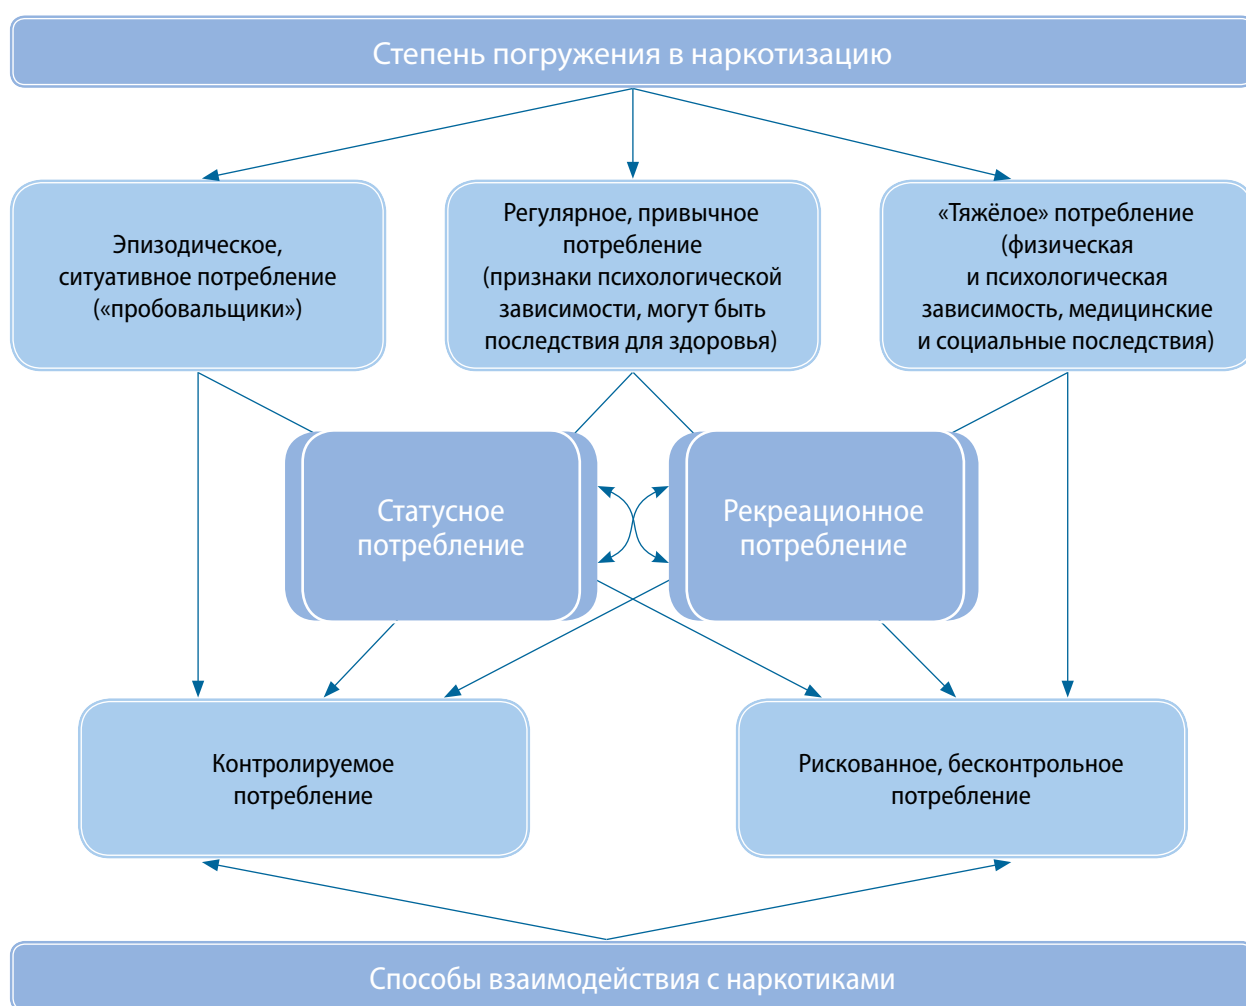 Степень погружения в наркотизацию
Эпизодическое,
ситуативное потребление
(«пробовальщики»)
Регулярное, привычное
потребление
(признаки психологической
зависимости, могут быть
последствия для здоровья)
«Тяжёлое» потребление
(физическая
и психологическая
зависимость, медицинские
и социальные последствия)
Статусное
потребление
Рекреационное
потребление
Контролируемое
потребление
Рискованное, бесконтрольное
потребление
Способы взаимодействия с наркотиками